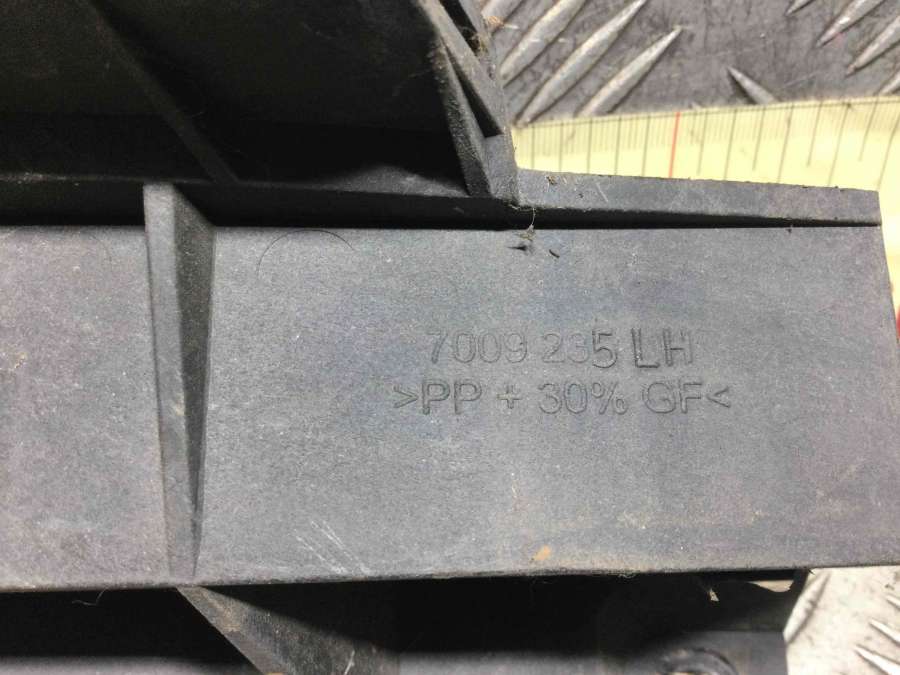 7009 235 LH
>PP + 30% GF<